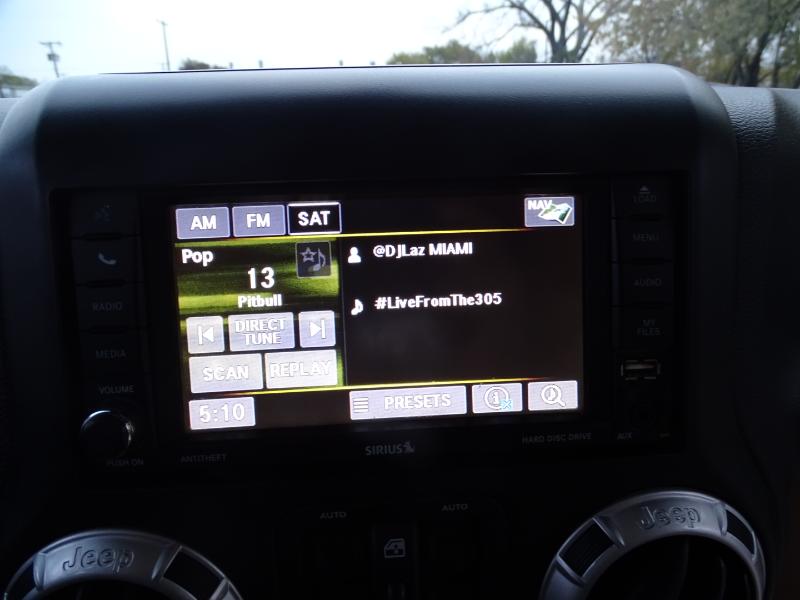 LOAD
AM FM SAT NAV
MENU
Pop
@DJLaz MIAMI
13
AUDIO
Pitbull
#LiveFromThe305
RADIO
MY FILES
DIRECT TUNE
MEDIA
SCAN REPLAY
VOLUME
5:10 PRESETS
PUSH ON
ANTITHEFT
SIRIUS
HARD DISC DRIVE
AUX
AUTO AUTO
Jeep
Jeep